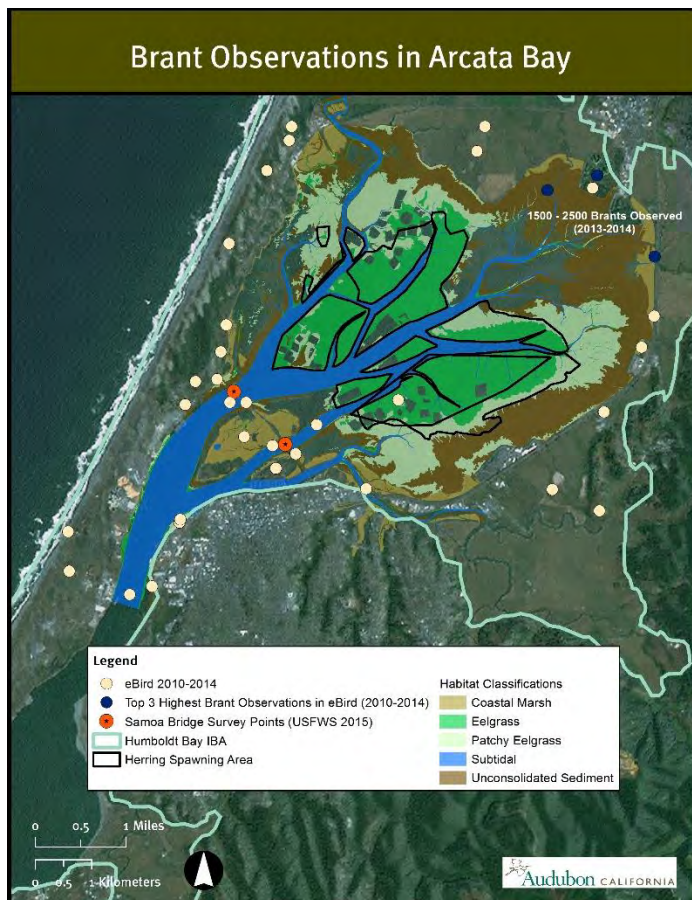 Brant Observations in Arcata Bay
1500 - 2500 Brants Observed
(2013-2014)
Legend
eBird 2010-2014
Top 3 Highest Brant Observations in eBird (2010-2014)
Samoa Bridge Survey Points (USFWS 2015)
Humboldt Bay IBA
Herring Spawning Area
Habitat Classifications
Coastal Marsh
Eelgrass
Patchy Eelgrass
Subtidal
Unconsolidated Sediment
0 0.5 1 Miles
0 0.5 1 Kilometers
Audubon CALIFORNIA